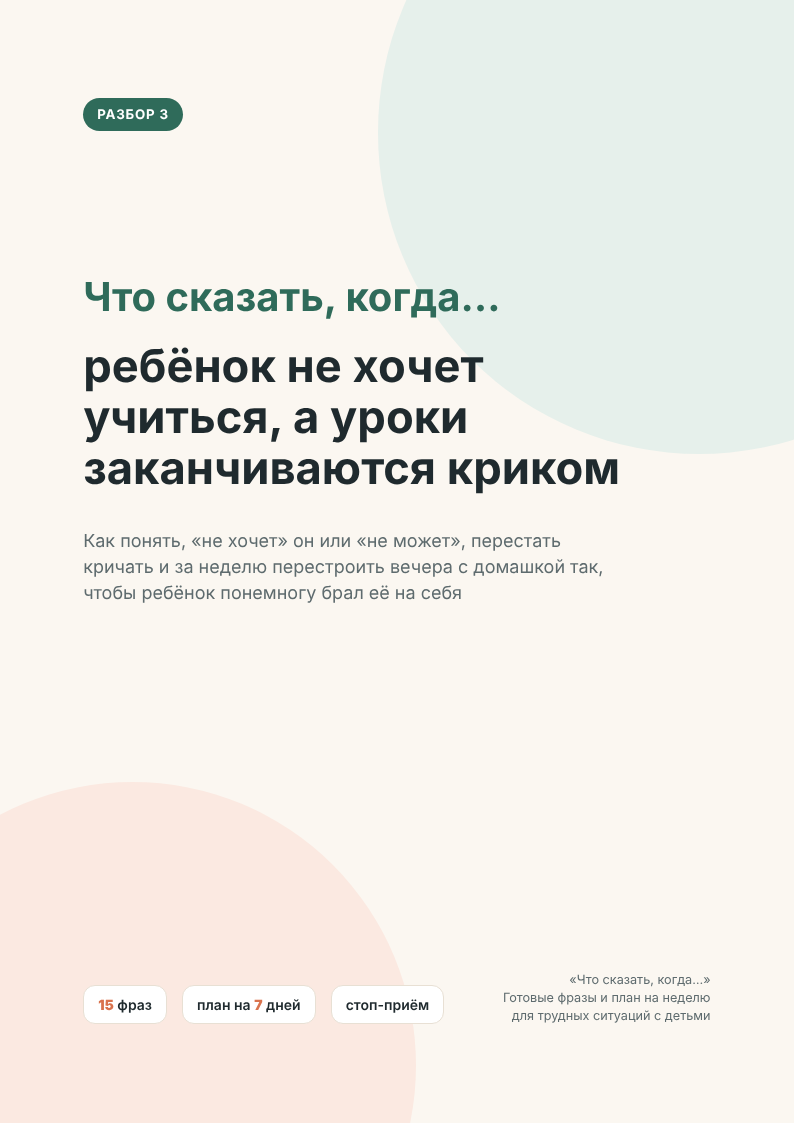 РАЗБОР 3
Что сказать, когда…
ребёнок не хочет
учиться, а уроки
заканчиваются криком
Как понять, «не хочет» он или «не может», перестать
кричать и за неделю перестроить вечера с домашкой так,
чтобы ребёнок понемногу брал её на себя
15 фраз
план на 7 дней
стоп-приём
«Что сказать, когда…»
Готовые фразы и план на неделю
для трудных ситуаций с детьми